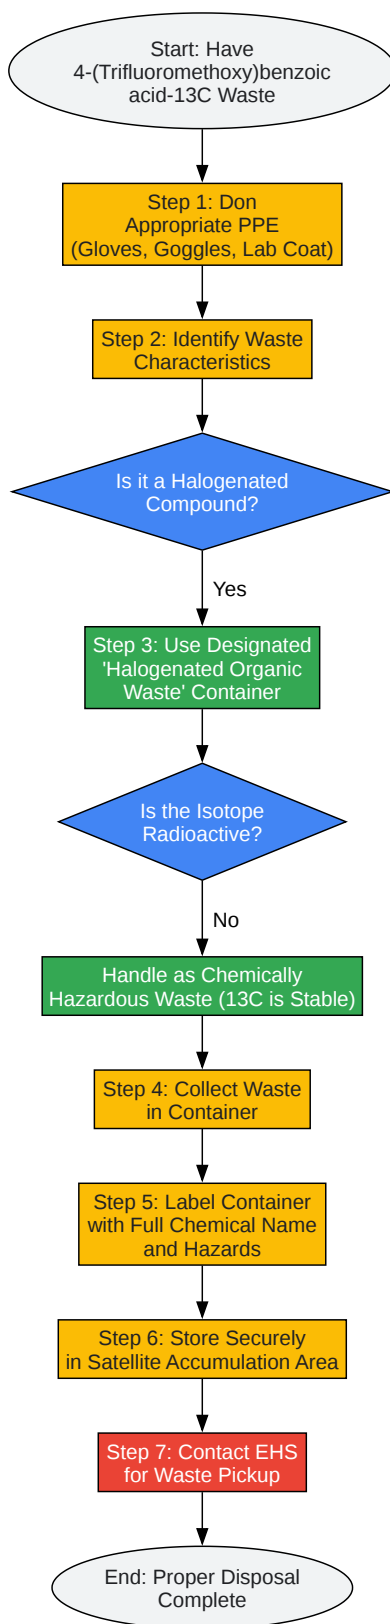 Start: Have
4-(Trifluoromethoxy)benzoic
acid-13C Waste
Step 1: Don
Appropriate PPE
(Gloves, Goggles, Lab Coat)
Step 2: Identify Waste
Characteristics
Is it a Halogenated
Compound?
Yes
Step 3: Use Designated
'Halogenated Organic
Waste' Container
Is the Isotope
Radioactive?
No
Handle as Chemically
Hazardous Waste (13C is Stable)
Step 4: Collect Waste
in Container
Step 5: Label Container
with Full Chemical Name
and Hazards
Step 6: Store Securely
in Satellite Accumulation Area
Step 7: Contact EHS
for Waste Pickup
End: Proper Disposal
Complete